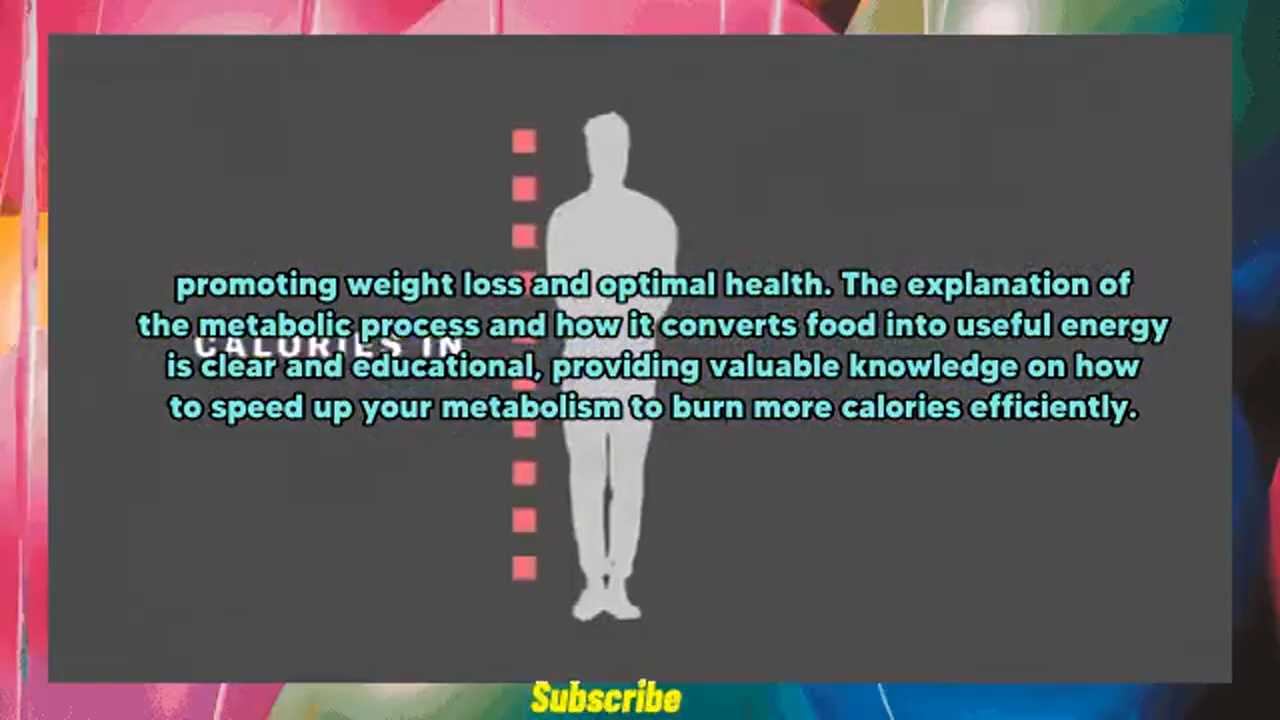 promoting weight loss and optimal health. The explanation of
the metabolic process and how it converts food into useful energy
CALORIES IN
is clear and educational, providing valuable knowledge on how
to speed up your metabolism to burn more calories efficiently.
Subscribe